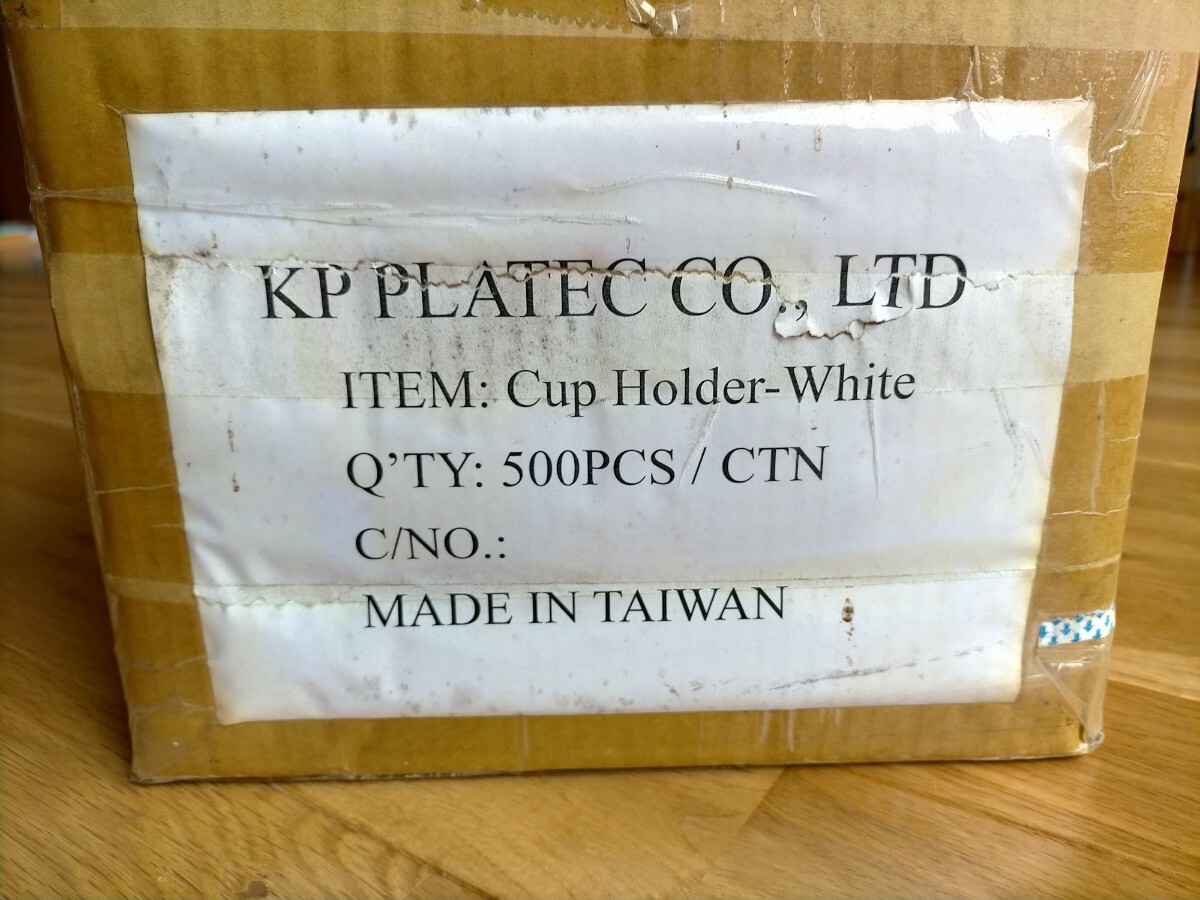 KP PLATEC CO., LTD
ITEM: Cup Holder-White
Q’TY: 500PCS / CTN
C/NO.:
MADE IN TAIWAN